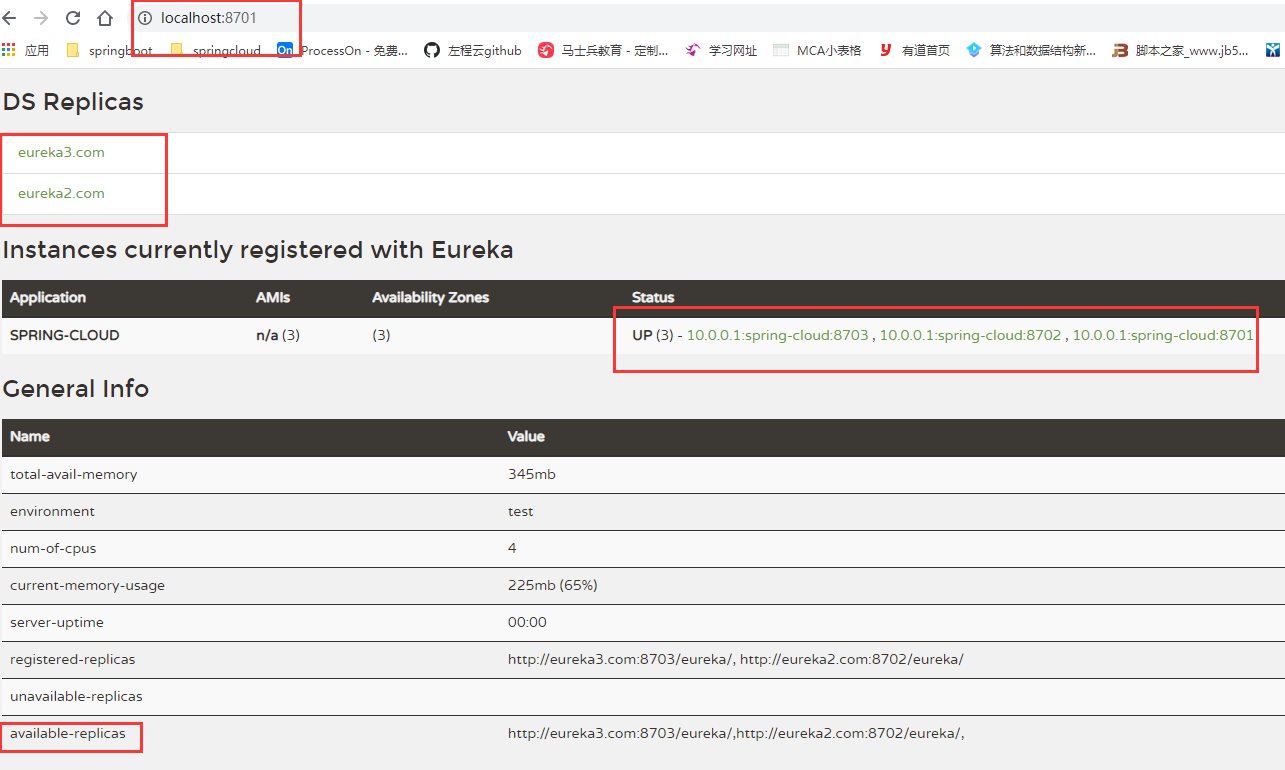 localhost:8701
应用 springboot springcloud On ProcessOn - 免费... 左程云github 马士兵教育 - 定制... 学习网址 MCA小表格 有道首页 算法和数据结构新... 脚本之家_www.jb5...
DS Replicas
eureka3.com
eureka2.com
Instances currently registered with Eureka
Application AMIs Availability Zones Status
SPRING-CLOUD n/a (3) (3) UP (3) - 10.0.0.1:spring-cloud:8703 , 10.0.0.1:spring-cloud:8702 , 10.0.0.1:spring-cloud:8701
General Info
Name Value
total-avail-memory 345mb
environment test
num-of-cpus 4
current-memory-usage 225mb (65%)
server-uptime 00:00
registered-replicas http://eureka3.com:8703/eureka/, http://eureka2.com:8702/eureka/
unavailable-replicas
available-replicas http://eureka3.com:8703/eureka/,http://eureka2.com:8702/eureka/,